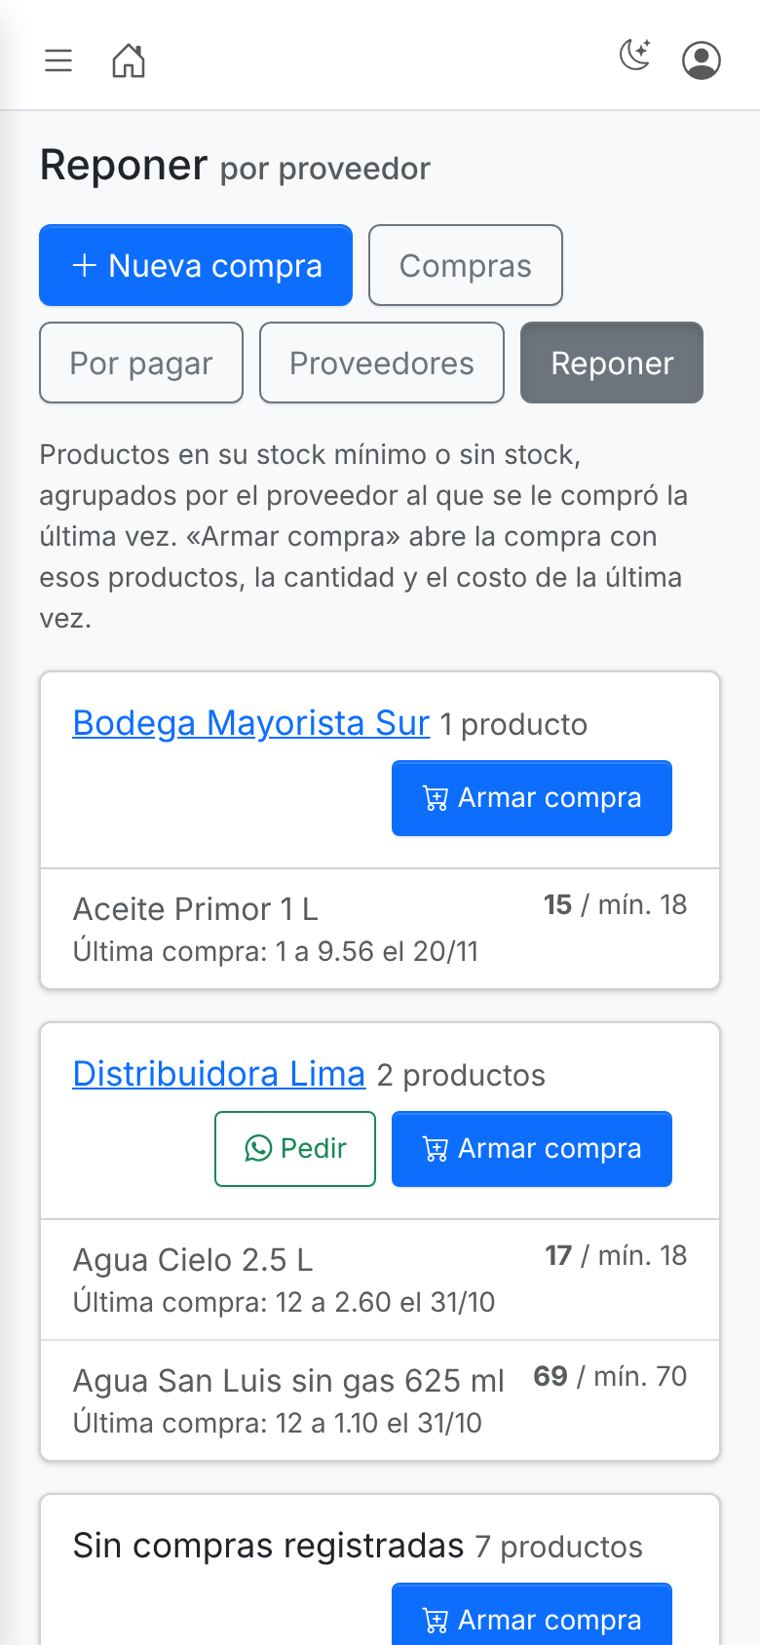 Reponer por proveedor
Nueva compra
Compras
Por pagar
Proveedores
Reponer
Productos en su stock mínimo o sin stock,
agrupados por el proveedor al que se le compró la
última vez. «Armar compra» abre la compra con
esos productos, la cantidad y el costo de la última
vez.
Bodega Mayorista Sur 1 producto
Armar compra
Aceite Primor 1 L 15 / mín. 18
Última compra: 1 a 9.56 el 20/11
Distribuidora Lima 2 productos
Pedir
Armar compra
Agua Cielo 2.5 L 17 / mín. 18
Última compra: 12 a 2.60 el 31/10
Agua San Luis sin gas 625 ml 69 / mín. 70
Última compra: 12 a 1.10 el 31/10
Sin compras registradas 7 productos
Armar compra